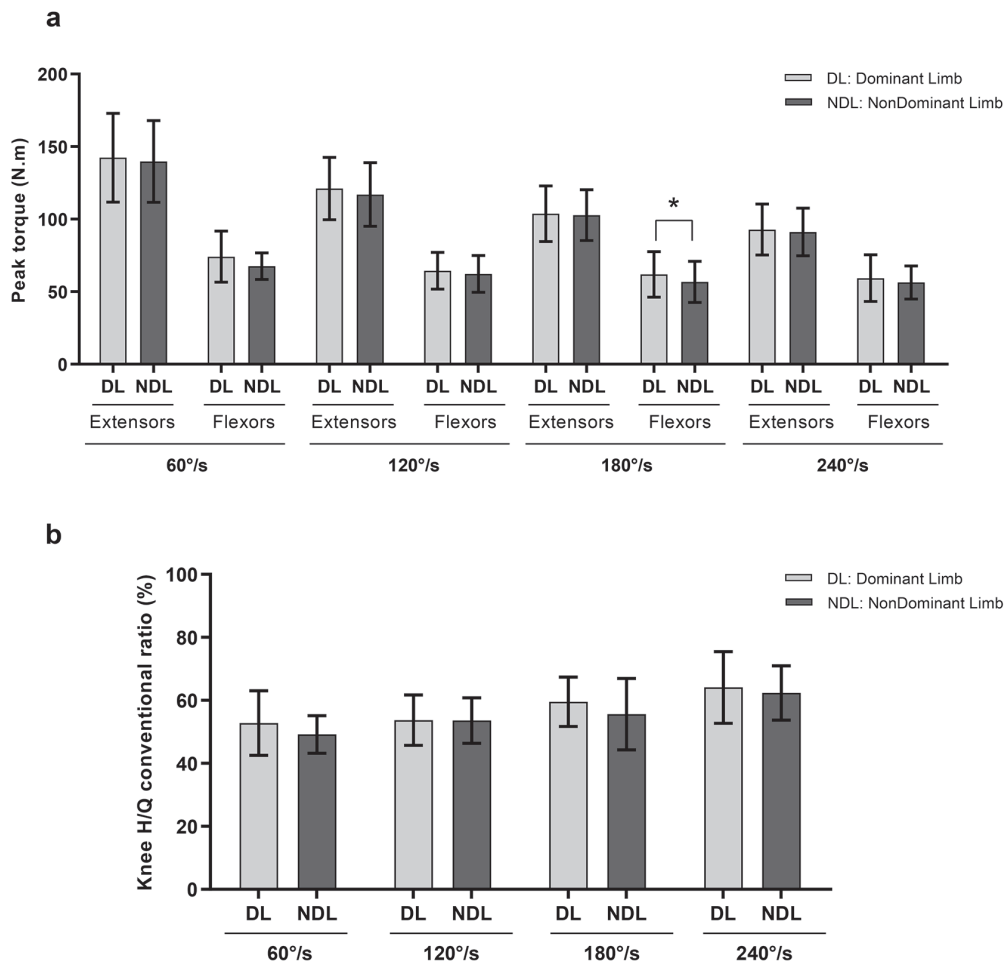 a
Peak torque (N.m)
200
150
100
50
0
DL: Dominant Limb
NDL: NonDominant Limb
*
DL NDL DL NDL DL NDL DL NDL DL NDL DL NDL DL NDL DL NDL
Extensors Flexors Extensors Flexors Extensors Flexors Extensors Flexors
60°/s 120°/s 180°/s 240°/s
b
Knee H/Q conventional ratio (%)
100
80
60
40
20
0
DL: Dominant Limb
NDL: NonDominant Limb
DL NDL DL NDL DL NDL DL NDL
60°/s 120°/s 180°/s 240°/s